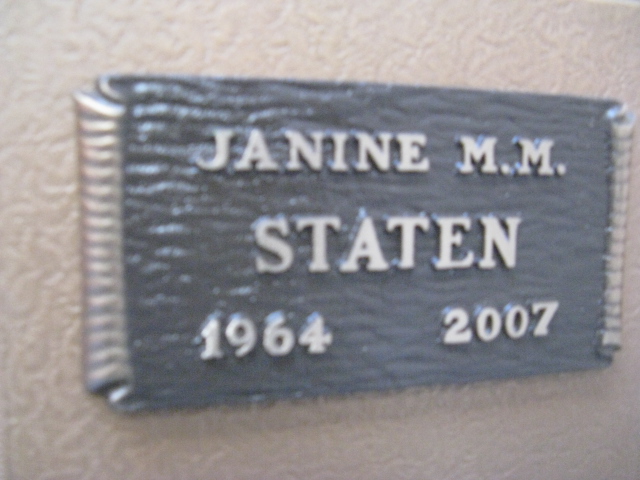 JANINE M.M.
STATEN
1964 2007